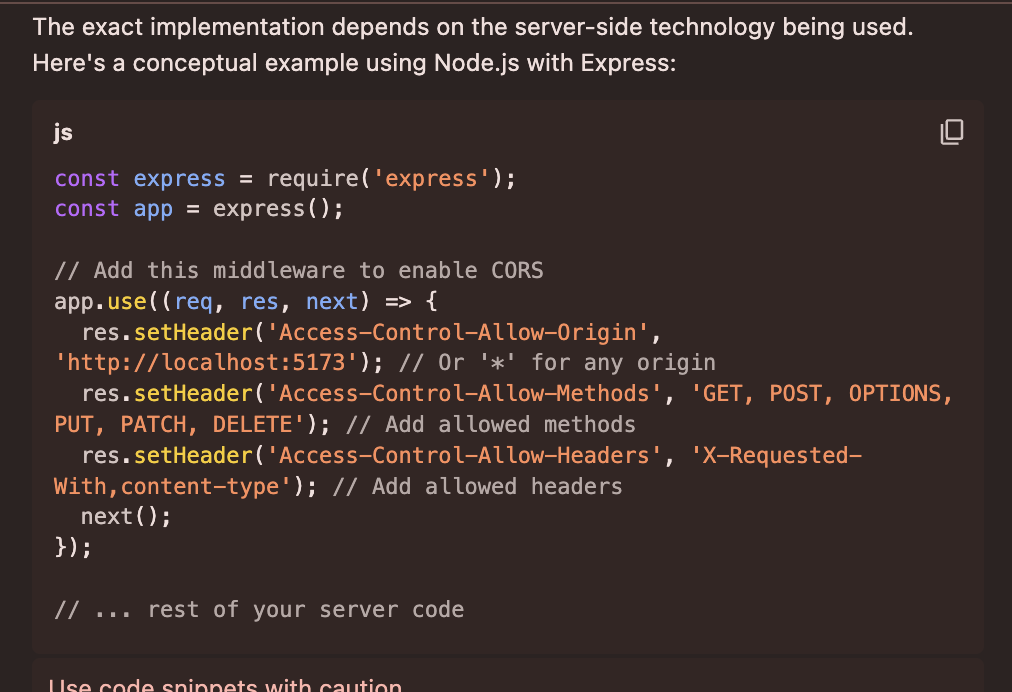 The exact implementation depends on the server-side technology being used.
Here's a conceptual example using Node.js with Express:
js
const express = require('express');
const app = express();
// Add this middleware to enable CORS
app.use((req, res, next) => {
  res.setHeader('Access-Control-Allow-Origin',
'http://localhost:5173'); // Or '*' for any origin
  res.setHeader('Access-Control-Allow-Methods', 'GET, POST, OPTIONS,
PUT, PATCH, DELETE'); // Add allowed methods
  res.setHeader('Access-Control-Allow-Headers', 'X-Requested-
With,content-type'); // Add allowed headers
  next();
});
// ... rest of your server code
Use code snippets with caution